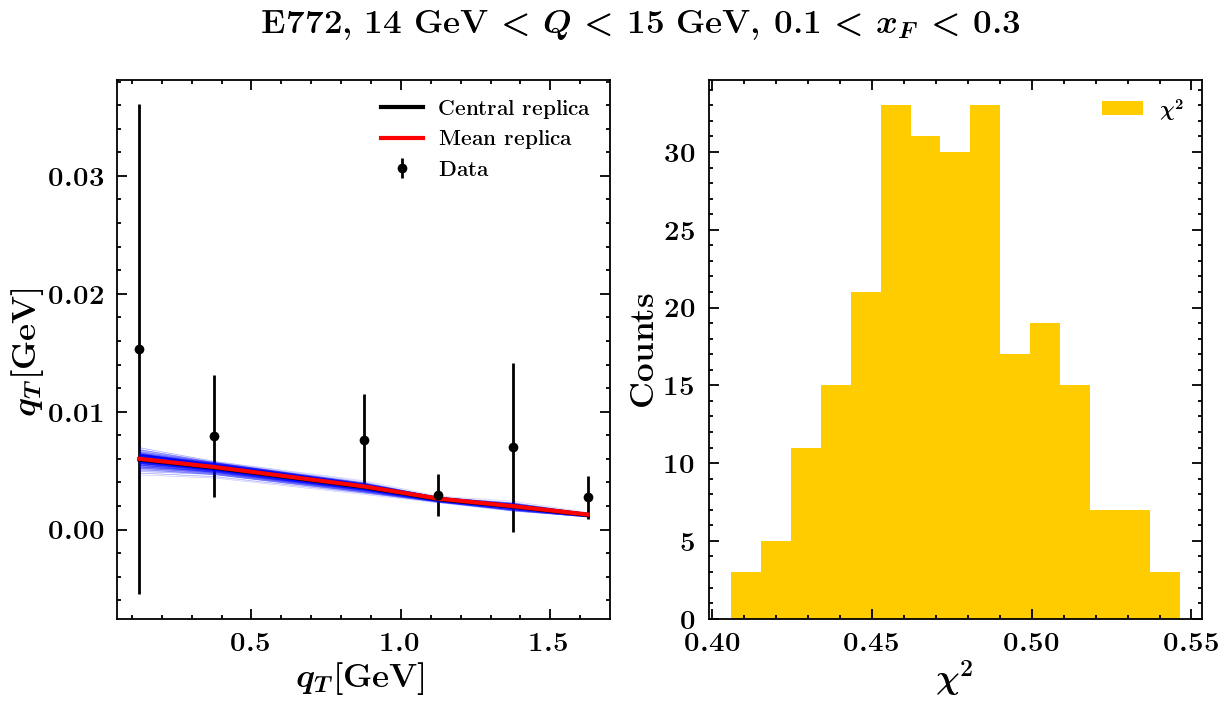 E772, 14 GeV < Q < 15 GeV, 0.1 < x_F < 0.3
Central replica
Mean replica
Data
0.03
0.02
0.01
0.00
q_T[GeV]
0.5 1.0 1.5
q_T[GeV]
χ²
30
25
20
15
10
5
0
Counts
0.40 0.45 0.50 0.55
χ²